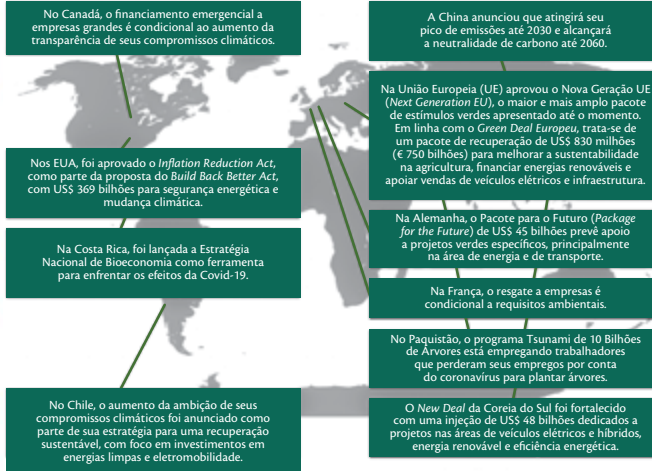 No Canadá, o financiamento emergencial a
empresas grandes é condicional ao aumento da
transparência de seus compromissos climáticos.
Nos EUA, foi aprovado o Inflation Reduction Act,
como parte da proposta do Build Back Better Act,
com US$ 369 bilhões para segurança energética e
mudança climática.
Na Costa Rica, foi lançada a Estratégia
Nacional de Bioeconomia como ferramenta
para enfrentar os efeitos da Covid-19.
No Chile, o aumento da ambição de seus
compromissos climáticos foi anunciado como
parte de sua estratégia para uma recuperação
sustentável, com foco em investimentos em
energias limpas e eletromobilidade.
A China anunciou que atingirá seu
pico de emissões até 2030 e alcançará
a neutralidade de carbono até 2060.
Na União Europeia (UE) aprovou o Nova Geração UE
(Next Generation EU), o maior e mais amplo pacote
de estímulos verdes apresentado até o momento.
Em linha com o Green Deal Europeu, trata-se de
um pacote de recuperação de US$ 830 milhões
(€ 750 bilhões) para melhorar a sustentabilidade
na agricultura, financiar energias renováveis e
apoiar vendas de veículos elétricos e infraestrutura.
Na Alemanha, o Pacote para o Futuro (Package
for the Future) de US$ 45 bilhões prevê apoio
a projetos verdes específicos, principalmente
na área de energia e de transporte.
Na França, o resgate a empresas é
condicional a requisitos ambientais.
No Paquistão, o programa Tsunami de 10 Bilhões
de Árvores está empregando trabalhadores
que perderam seus empregos por conta
do coronavírus para plantar árvores.
O New Deal da Coreia do Sul foi fortalecido
com uma injeção de US$ 48 bilhões dedicados a
projetos nas áreas de veículos elétricos e híbridos,
energia renovável e eficiência energética.